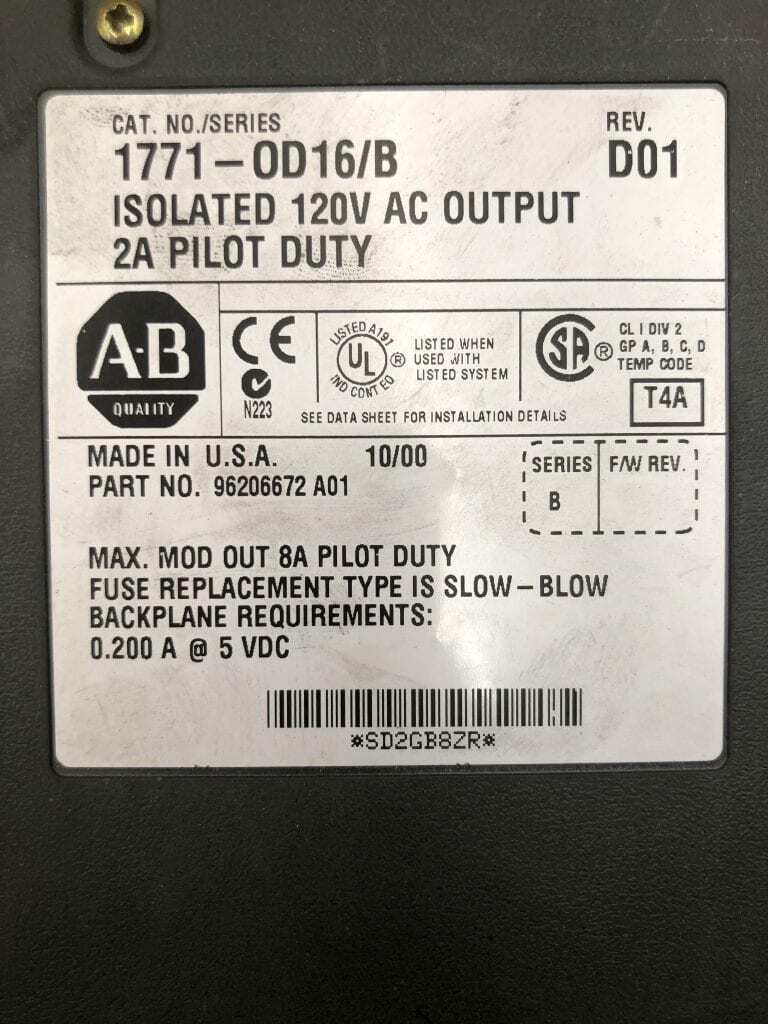 CAT. NO./SERIES REV.
1771-OD16/B D01
ISOLATED 120V AC OUTPUT
2A PILOT DUTY
A-B
QUALITY
CE
N223
LISTED A191
UL ®
IND CONT EQ
LISTED WHEN
USED WITH
LISTED SYSTEM
SA ®
CL I DIV 2
GP A, B, C, D
TEMP CODE
T4A
SEE DATA SHEET FOR INSTALLATION DETAILS
MADE IN U.S.A. 10/00
PART NO. 96206672 A01
SERIES F/W REV.
B
MAX. MOD OUT 8A PILOT DUTY
FUSE REPLACEMENT TYPE IS SLOW-BLOW
BACKPLANE REQUIREMENTS:
0.200 A @ 5 VDC
*SD2GB8ZR*